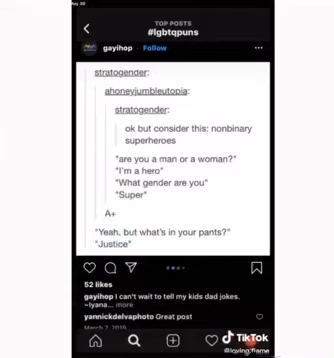 TOP POSTS
#lgbtqpuns
gayihop · Follow
stratogender:
ahoneyjumbleutopia:
stratogender:
ok but consider this: nonbinary
superheroes
"are you a man or a woman?"
"I'm a hero"
"What gender are you"
"Super"
A+
"Yeah, but what's in your pants?"
"Justice"
52 likes
gayihop I can't wait to tell my kids dad jokes.
~iyana... more
yannickdelvaphoto Great post
March 7, 2019
TikTok